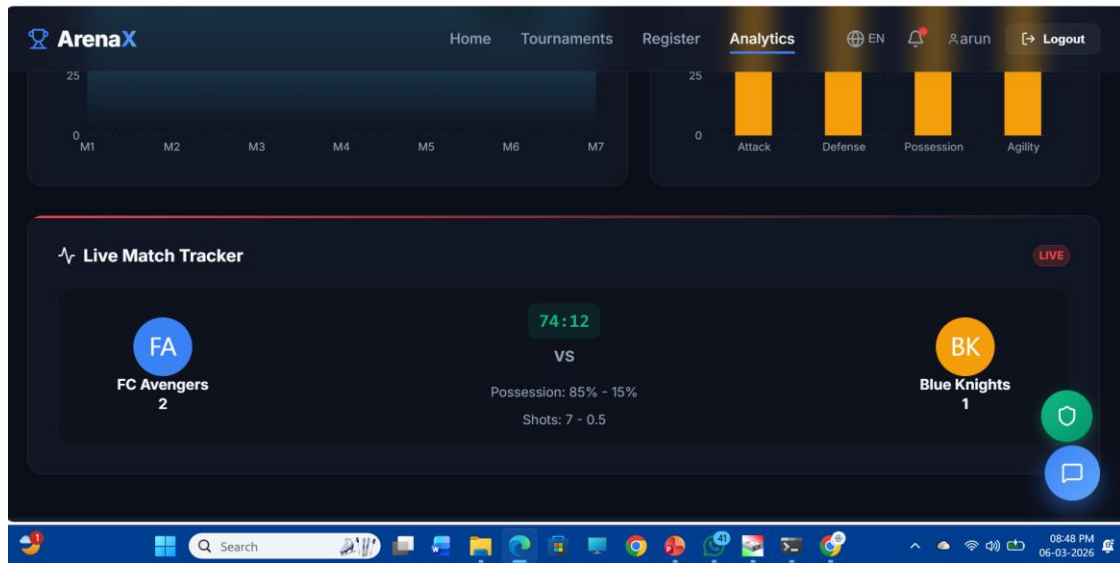 ArenaX
Home Tournaments Register Analytics EN arun Logout
25
0
M1 M2 M3 M4 M5 M6 M7
25
0
Attack Defense Possession Agility
Live Match Tracker
LIVE
FA
FC Avengers
2
74:12
VS
Possession: 85% - 15%
Shots: 7 - 0.5
BK
Blue Knights
1
1
Search
41
08:48 PM
06-03-2026